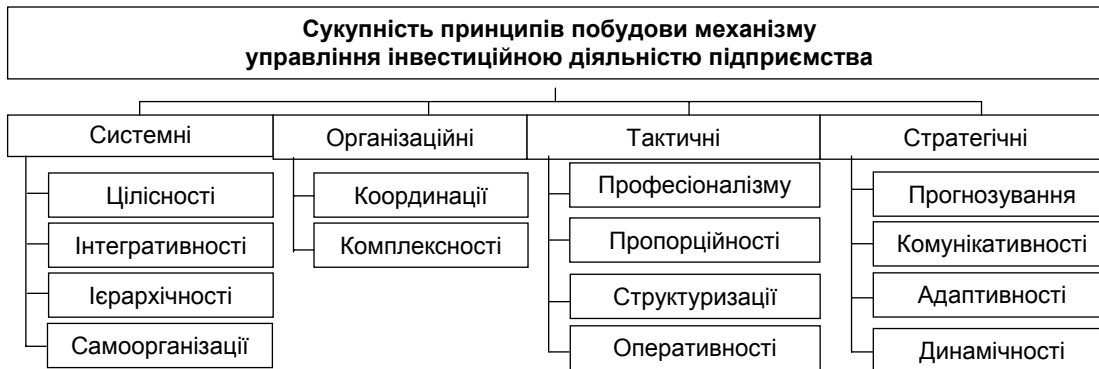 Сукупність принципів побудови механізму
управління інвестиційною діяльністю підприємства
Системні
Цілісності
Інтегративності
Ієрархічності
Самоорганізації
Організаційні
Координації
Комплексності
Тактичні
Професіоналізму
Пропорційності
Структуризації
Оперативності
Стратегічні
Прогнозування
Комунікативності
Адаптивності
Динамічності